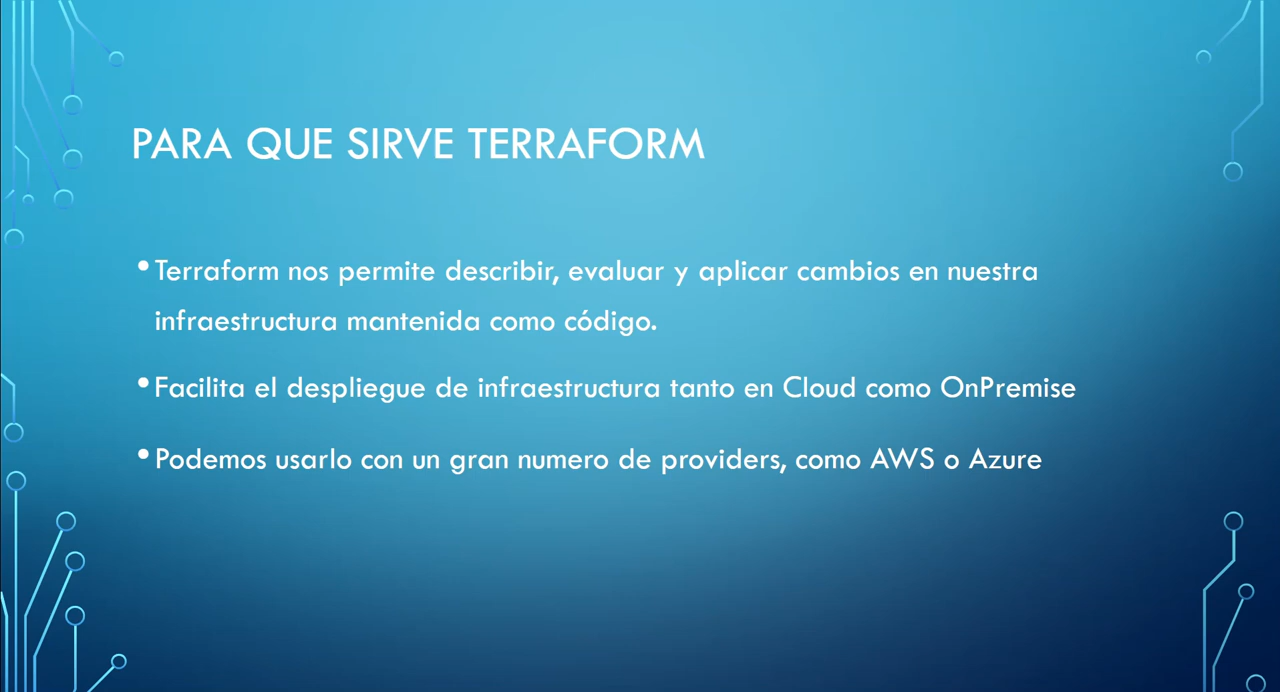 PARA QUE SIRVE TERRAFORM
• Terraform nos permite describir, evaluar y aplicar cambios en nuestra
infraestructura mantenida como código.
• Facilita el despliegue de infraestructura tanto en Cloud como OnPremise
• Podemos usarlo con un gran numero de providers, como AWS o Azure